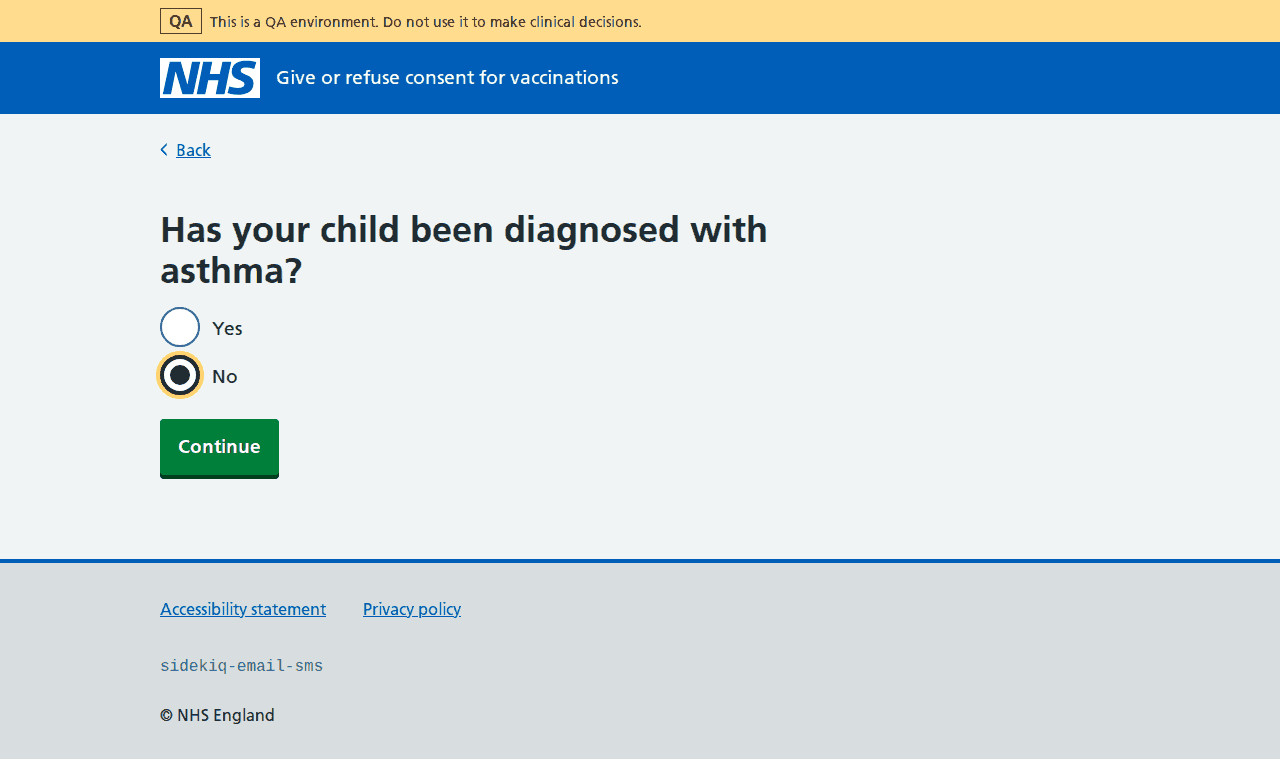 QA This is a QA environment. Do not use it to make clinical decisions.
NHS Give or refuse consent for vaccinations
Back
Has your child been diagnosed with
asthma?
Yes
No
Continue
Accessibility statement Privacy policy
sidekiq-email-sms
© NHS England